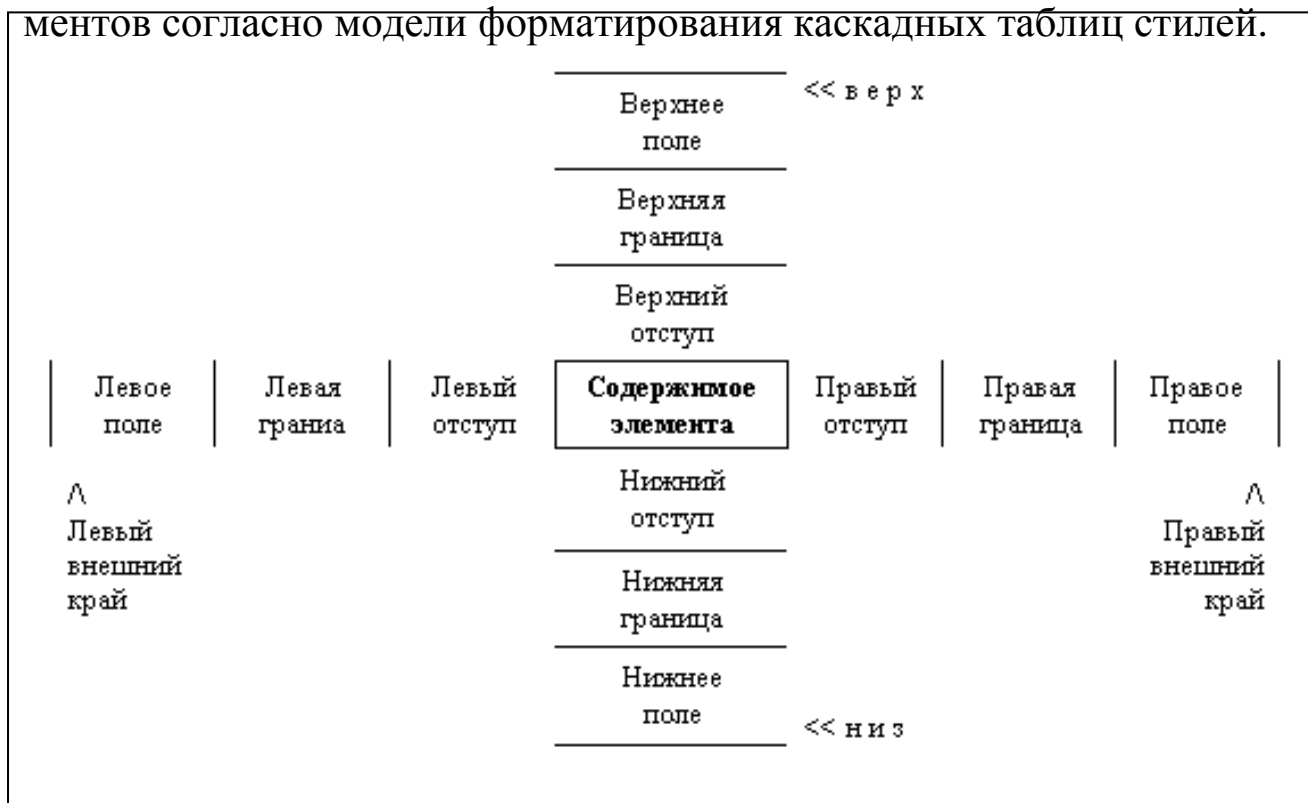 ментов согласно модели форматирования каскадных таблиц стилей.
<< в е р х
Верхнее
поле
Верхняя
граница
Верхний
отступ
Левое
поле
Левая
граниа
Левый
отступ
Содержимое
элемента
Правый
отступ
Правая
граница
Правое
поле
/\
Левый
внешний
край
Нижний
отступ
/\
Правый
внешний
край
Нижняя
граница
Нижнее
поле
<< н и з